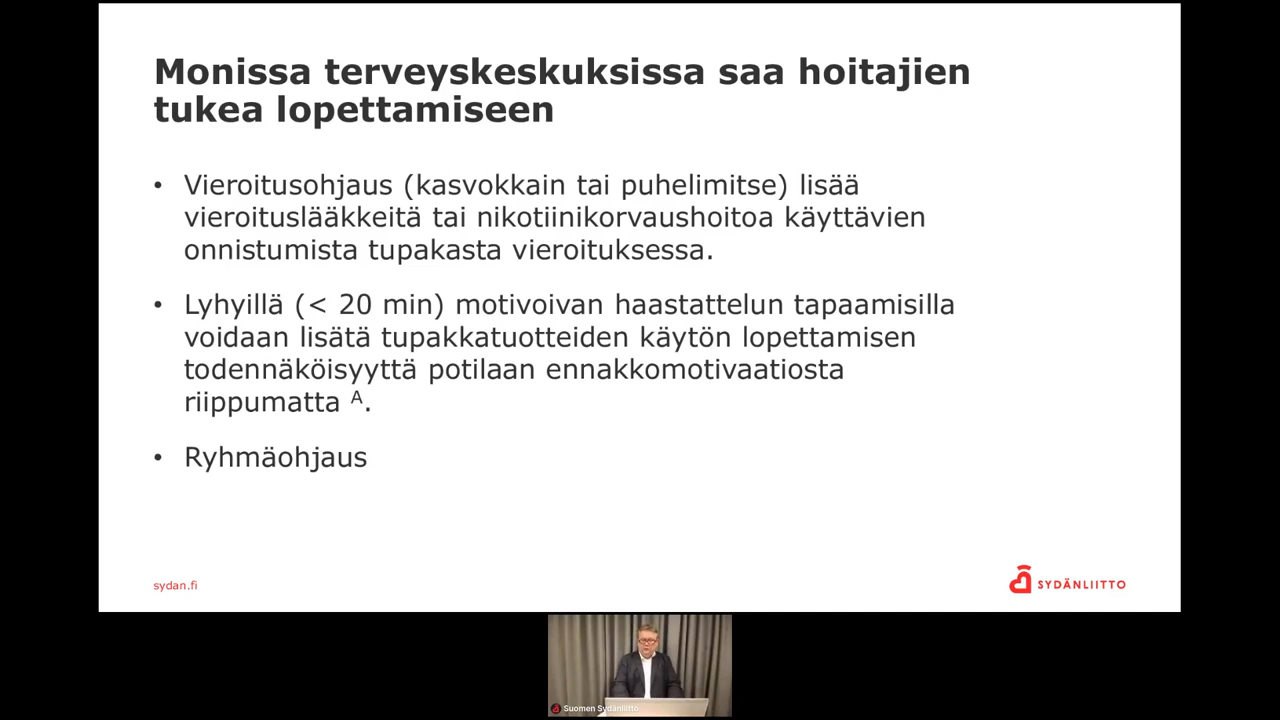 Monissa terveyskeskuksissa saa hoitajien
tukea lopettamiseen
• Vieroitusohjaus (kasvokkain tai puhelimitse) lisää
vieroituslääkkeitä tai nikotiinikorvaushoitoa käyttävien
onnistumista tupakasta vieroituksessa.
• Lyhyillä (< 20 min) motivoivan haastattelun tapaamisilla
voidaan lisätä tupakkatuotteiden käytön lopettamisen
todennäköisyyttä potilaan ennakkomotivaatiosta
riippumatta ᴬ.
• Ryhmäohjaus
sydan.fi
SYDÄNLIITTO
Suomen Sydänliitto